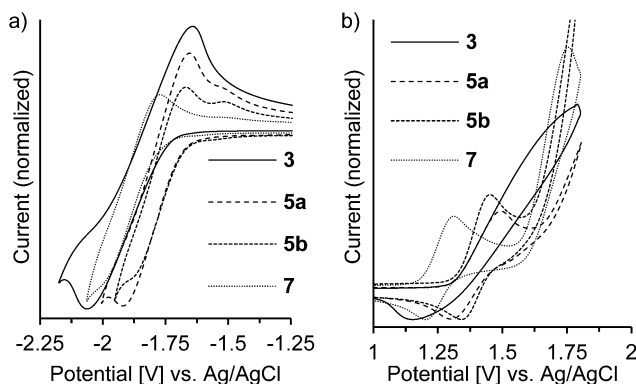 a)
Current (normalized)
3
5a
5b
7
-2.25 -2 -1.75 -1.5 -1.25
Potential [V] vs. Ag/AgCl
b)
Current (normalized)
3
5a
5b
7
1 1.25 1.5 1.75 2
Potential [V] vs. Ag/AgCl